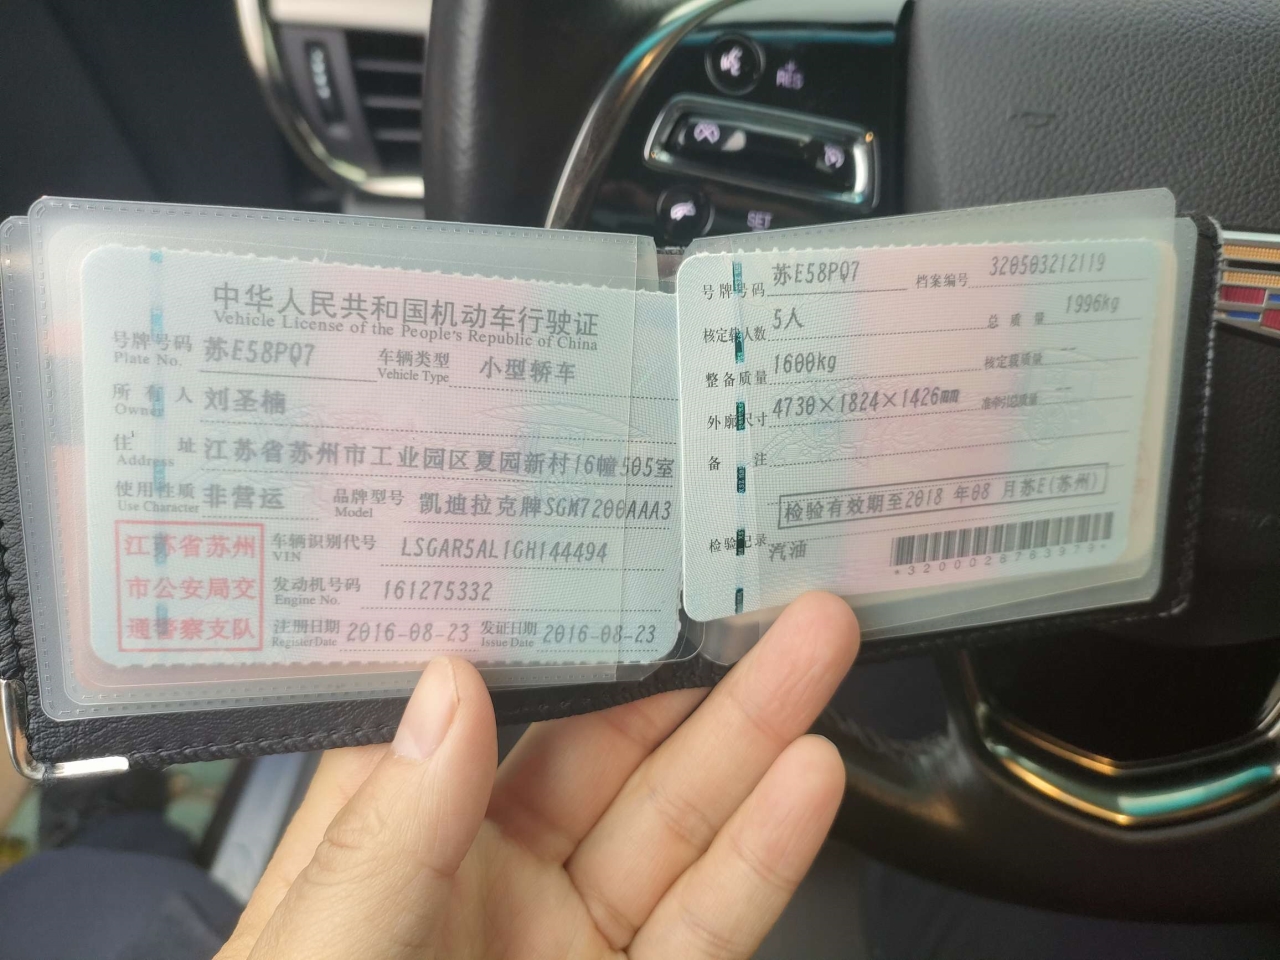 中华人民共和国机动车行驶证
Vehicle License of the People's Republic of China
号牌号码 苏E58PQ7 车辆类型 小型轿车
Plate No. Vehicle Type
所有人 刘圣楠
Owner
住址 江苏省苏州市工业园区夏园新村16幢505室
Address
使用性质 非营运 品牌型号 凯迪拉克牌SGM7200AAA3
Use Character Model
江苏省苏州
市公安局交
通警察支队
车辆识别代号 LSGAR5AL1GH144494
VIN
发动机号码 161275332
Engine No.
注册日期 2016-08-23 发证日期 2016-08-23
Register Date Issue Date
号牌号码 苏E58PQ7 档案编号 320503212119
核定载人数 5人 总质量 1996kg
整备质量 1600kg 核定载质量 --
外廓尺寸 4730×1824×1426mm 准牵引总质量 --
备注
检验有效期至2018年08月苏E(苏州)
检验记录 汽油
*3200026783979*
RES
SET